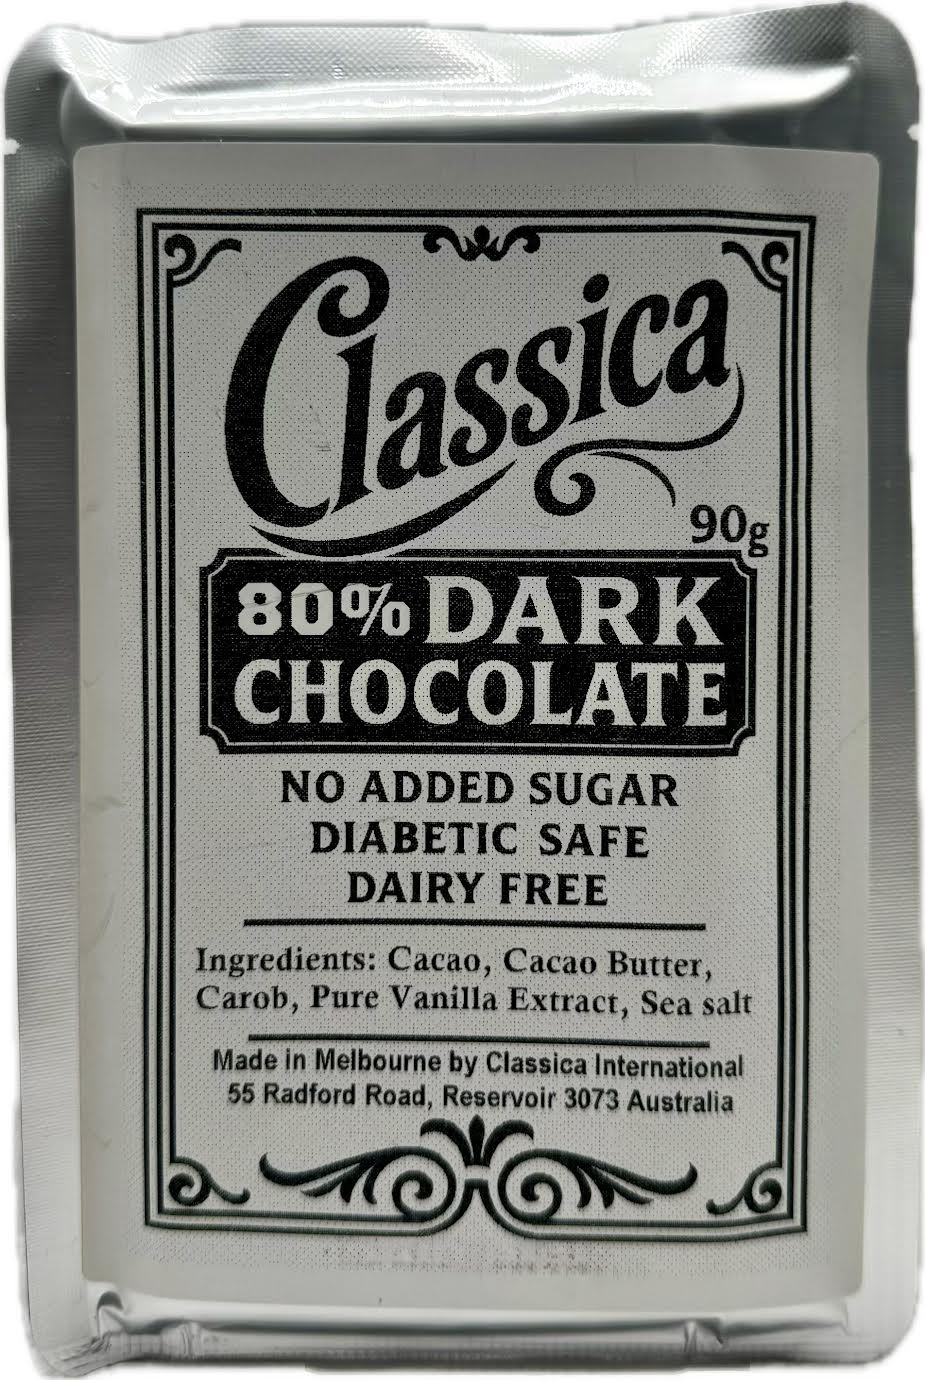 Classica
90g
80% DARK
CHOCOLATE
NO ADDED SUGAR
DIABETIC SAFE
DAIRY FREE
Ingredients: Cacao, Cacao Butter,
Carob, Pure Vanilla Extract, Sea salt
Made in Melbourne by Classica International
55 Radford Road, Reservoir 3073 Australia